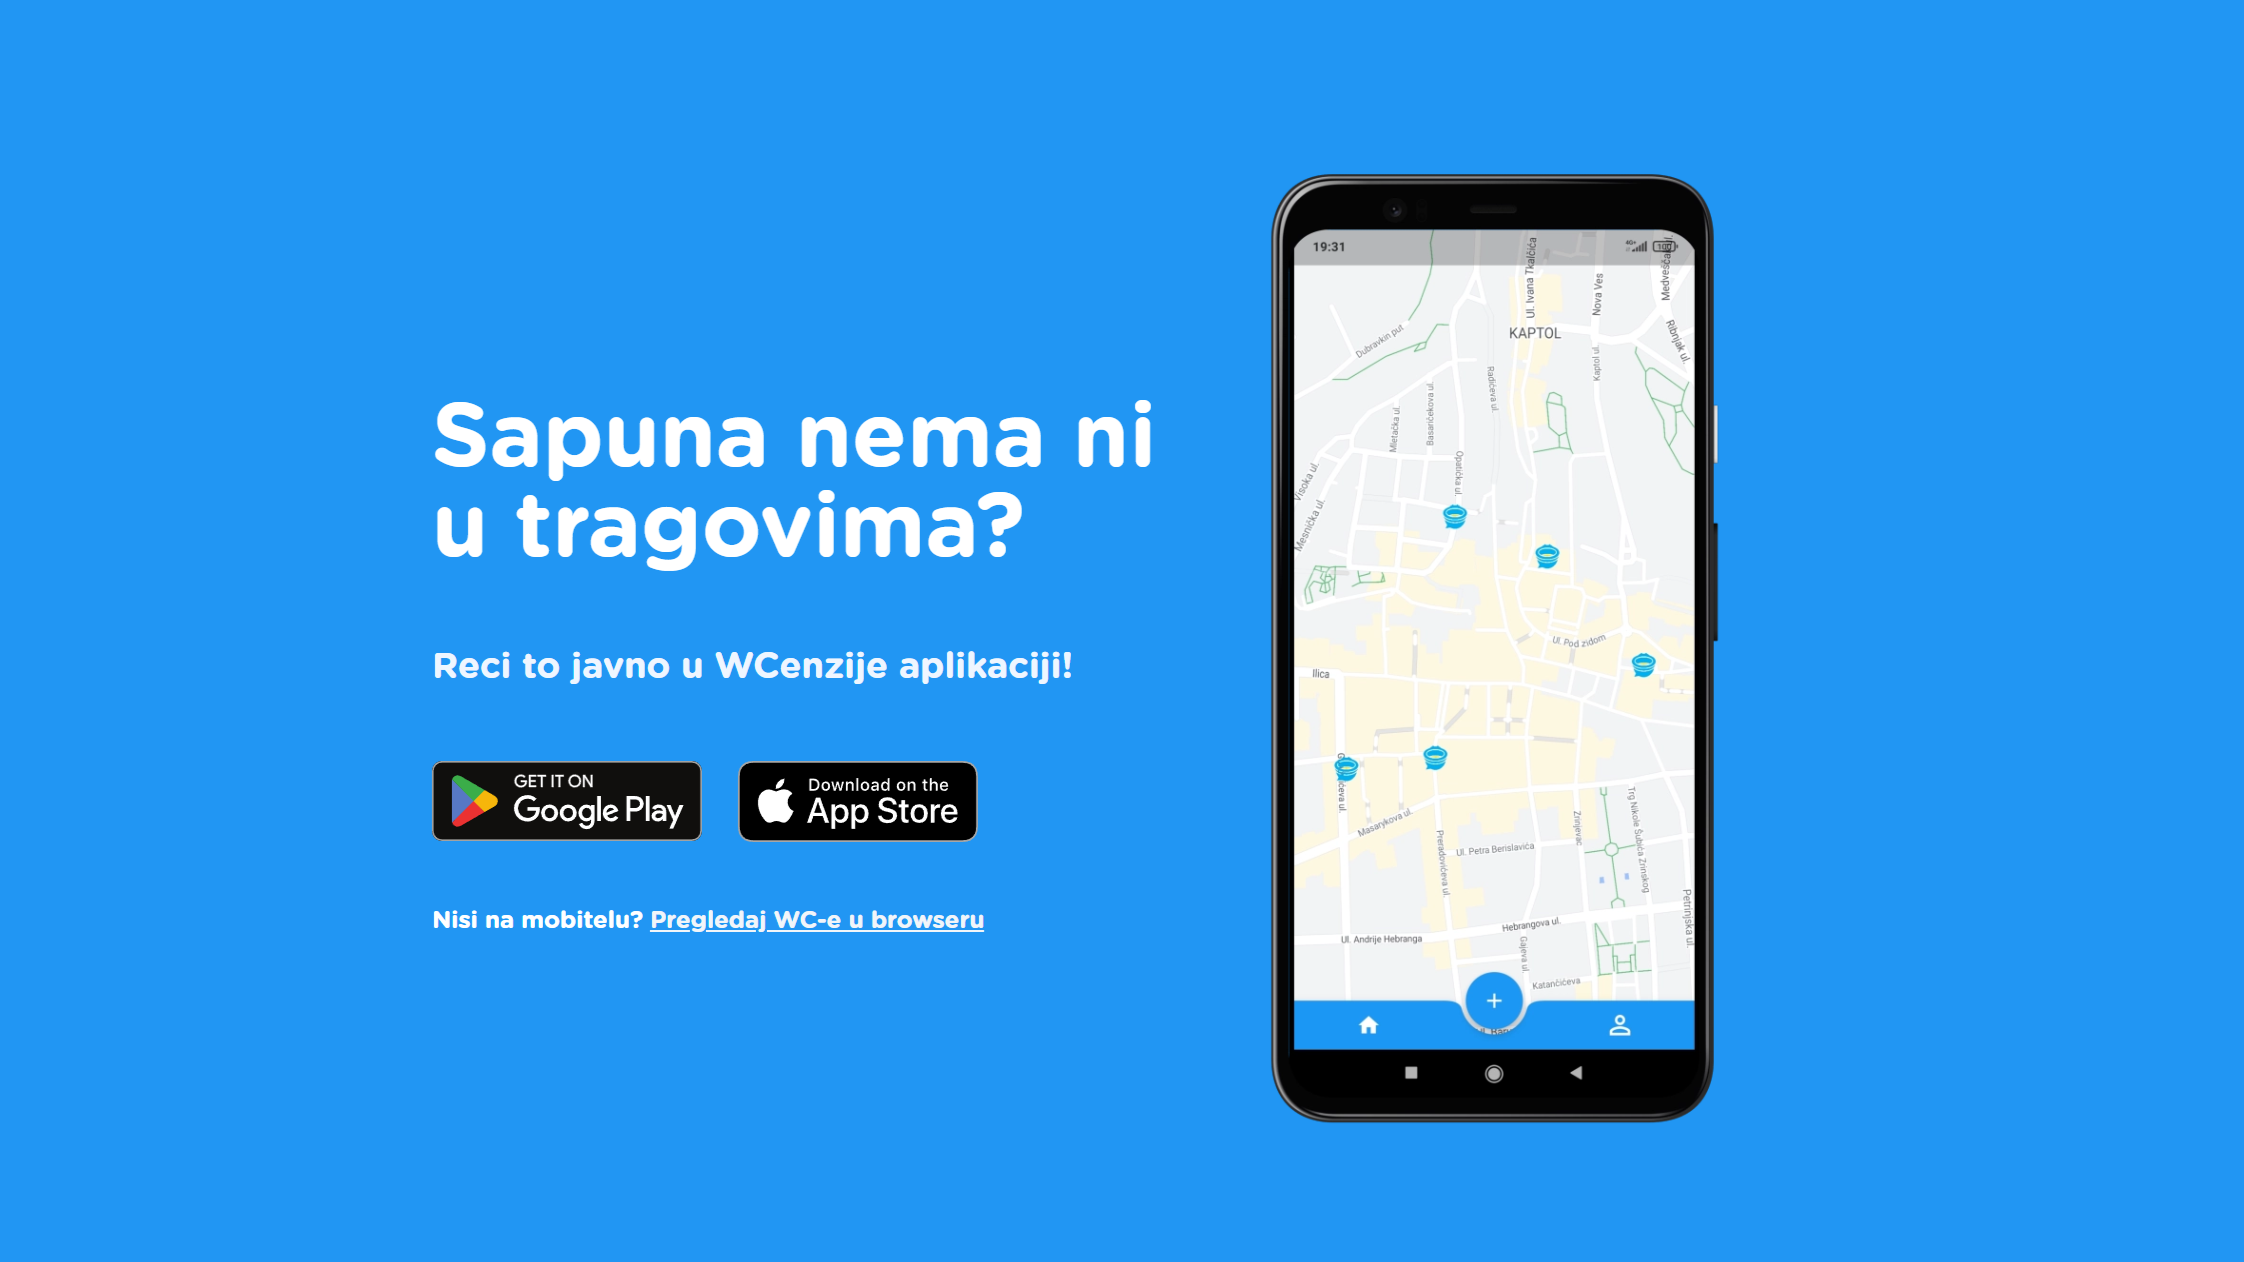 Sapuna nema ni
u tragovima?
Reci to javno u WCenzije aplikaciji!
GET IT ON
Google Play
Download on the
App Store
Nisi na mobitelu? Pregledaj WC-e u browseru
19:31
4G+
100
Ul. Ivana Tkalčića
Nova Ves
Medveščak ul.
Ribnjak ul.
KAPTOL
Dubravkin put
Kaptol ul.
Radićeva ul.
Mletačka ul.
Basaričekova ul.
Opatička ul.
Visoka ul.
Mesnička ul.
Ul. Pod zidom
Ilica
Masarykova ul.
Preradovićeva ul.
Ul. Petra Berislavića
Zrinjevac
Trg Nikole Šubića Zrinskog
Petrinjska ul.
Hebrangova ul.
Ul. Andrije Hebranga
Gajeva ul.
Katančićeva